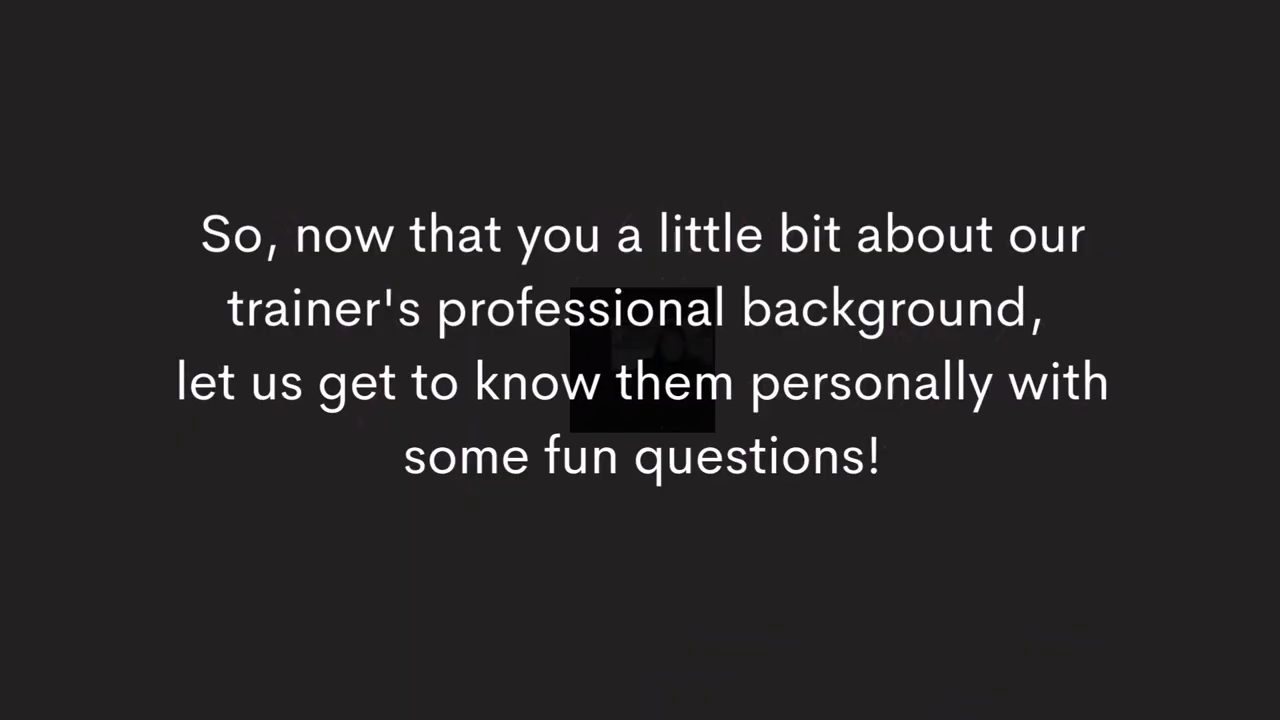 So, now that you a little bit about our
trainer's professional background,
let us get to know them personally with
some fun questions!